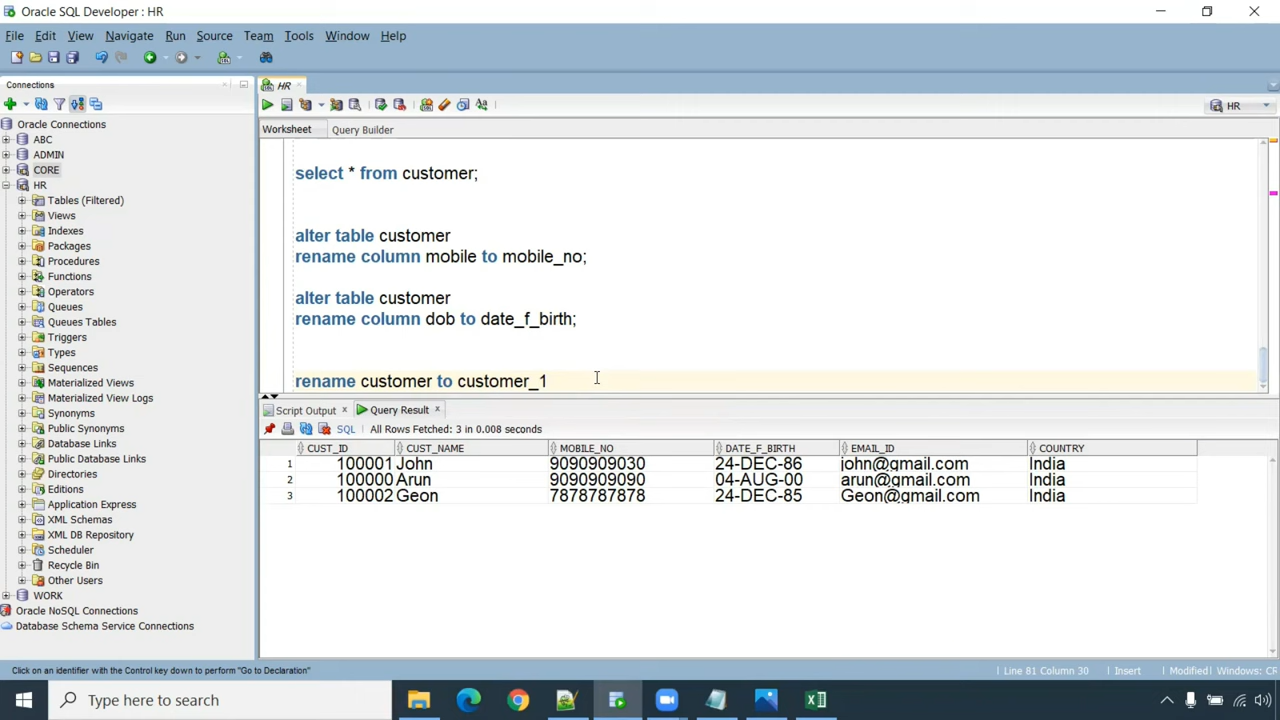 Oracle SQL Developer : HR
File Edit View Navigate Run Source Team Tools Window Help
Connections
HR
HR
Worksheet
Query Builder
Oracle Connections
ABC
ADMIN
CORE
HR
Tables (Filtered)
Views
Indexes
Packages
Procedures
Functions
Operators
Queues
Queues Tables
Triggers
Types
Sequences
Materialized Views
Materialized View Logs
Synonyms
Public Synonyms
Database Links
Public Database Links
Directories
Editions
Application Express
XML Schemas
XML DB Repository
Scheduler
Recycle Bin
Other Users
WORK
Oracle NoSQL Connections
Database Schema Service Connections
select * from customer;
alter table customer
rename column mobile to mobile_no;
alter table customer
rename column dob to date_f_birth;
rename customer to customer_1
Script Output
Query Result
SQL All Rows Fetched: 3 in 0.008 seconds
CUST_ID CUST_NAME MOBILE_NO DATE_F_BIRTH EMAIL_ID COUNTRY
1 100001 John 9090909030 24-DEC-86 john@gmail.com India
2 100000 Arun 9090909090 04-AUG-00 arun@gmail.com India
3 100002 Geon 7878787878 24-DEC-85 Geon@gmail.com India
Click on an identifier with the Control key down to perform "Go to Declaration"
Line 81 Column 30 Insert Modified Windows: CR
Type here to search